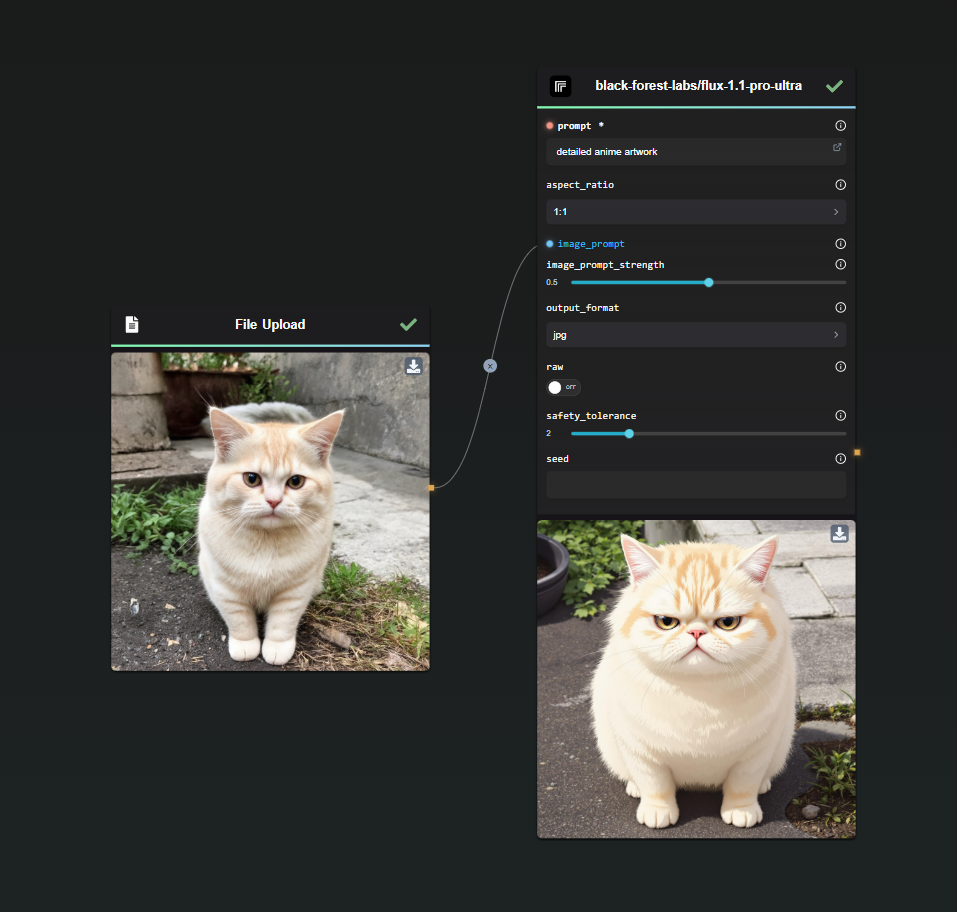 File Upload
black-forest-labs/flux-1.1-pro-ultra
prompt *
detailed anime artwork
aspect_ratio
1:1
image_prompt
image_prompt_strength
0.5
output_format
jpg
raw
OFF
safety_tolerance
2
seed